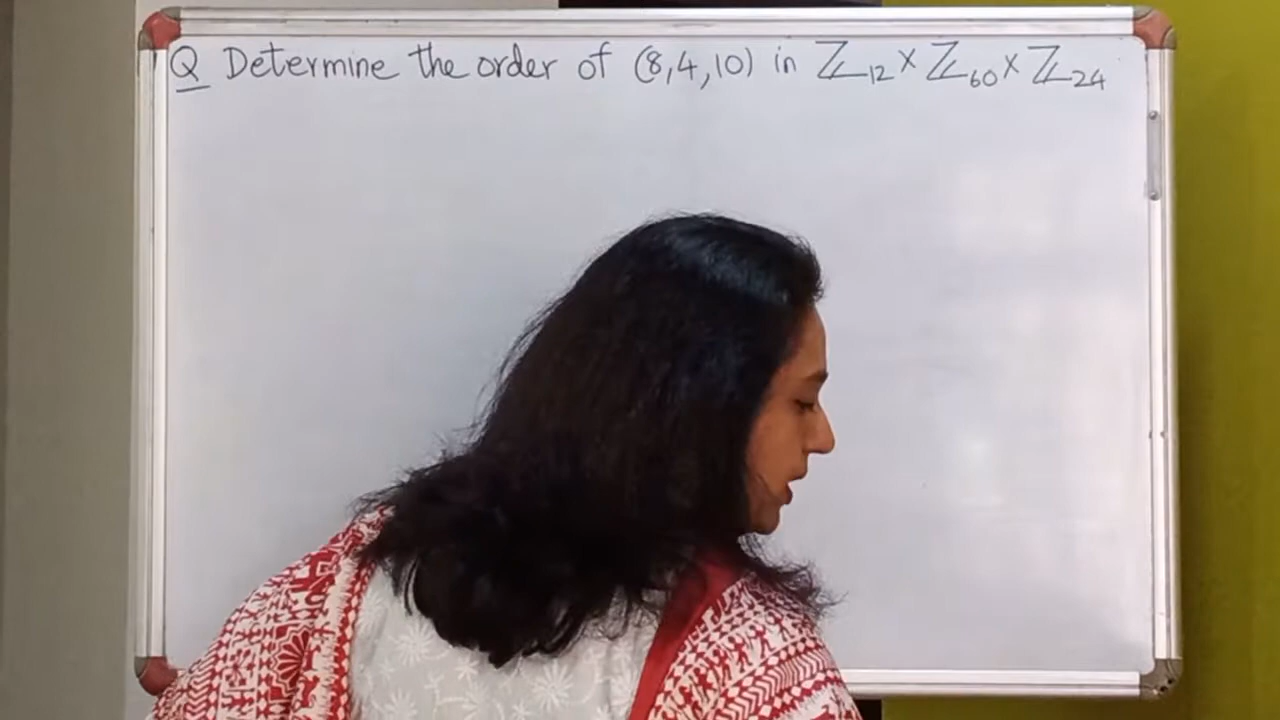 Q Determine the order of (8,4,10) in ℤ₁₂ × ℤ₆₀ × ℤ₂₄